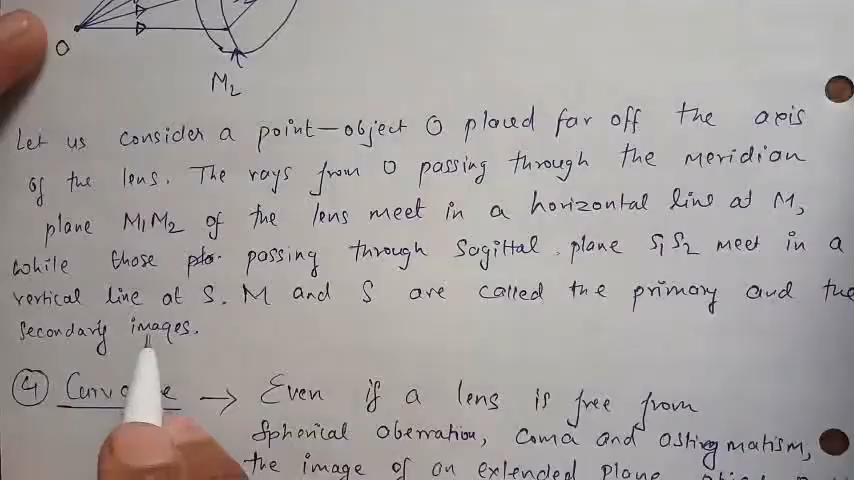 O
M2
Let us consider a point-object O placed far off the axis
of the lens. The rays from O passing through the meridian
plane M1M2 of the lens meet in a horizontal line at M,
while those passing through Sagittal plane S1S2 meet in a
vertical line at S. M and S are called the primary and the
secondary images.
4 → Even if a lens is free from
Spherical aberration, coma and astigmatism,
the image of an extended plane